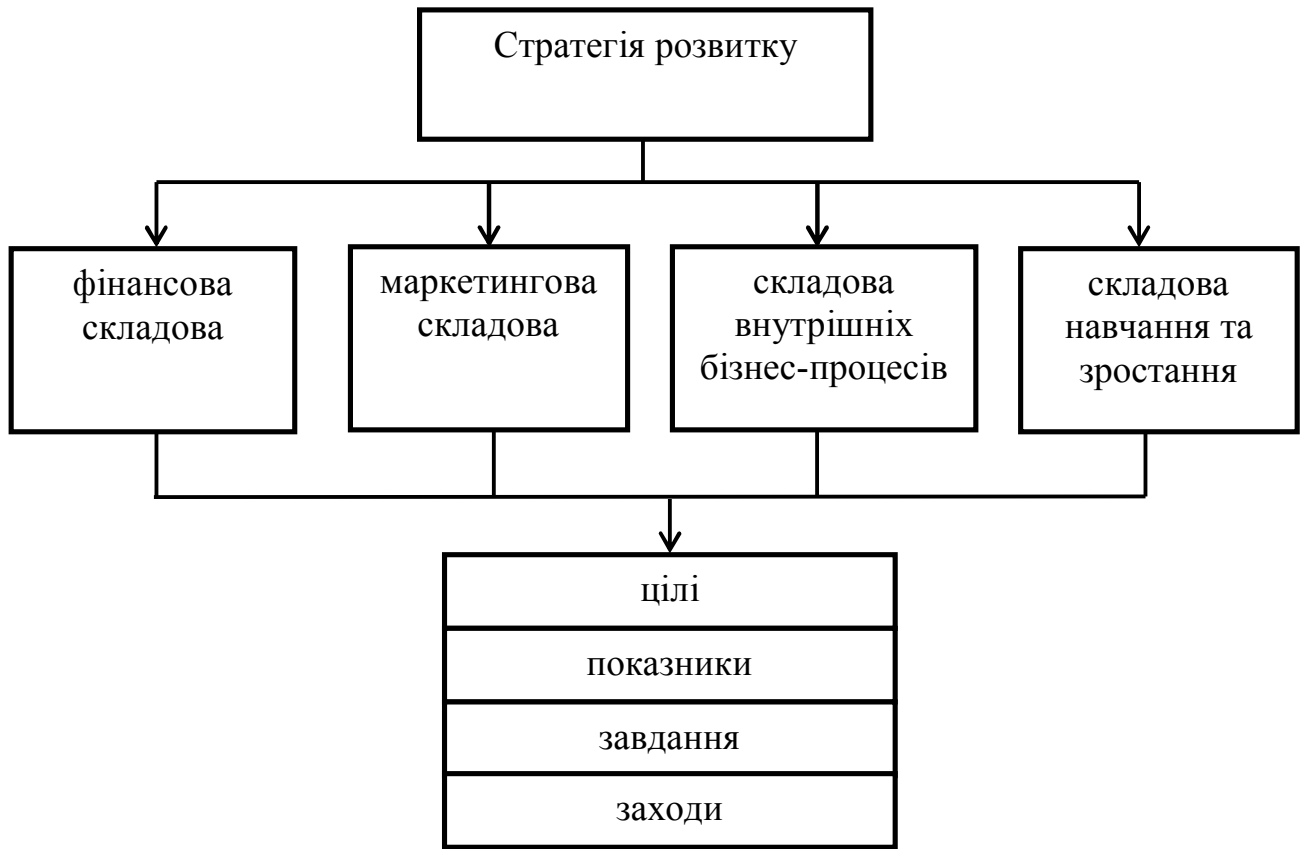 Стратегія розвитку
фінансова
складова
маркетингова
складова
складова
внутрішніх
бізнес-процесів
складова
навчання та
зростання
цілі
показники
завдання
заходи